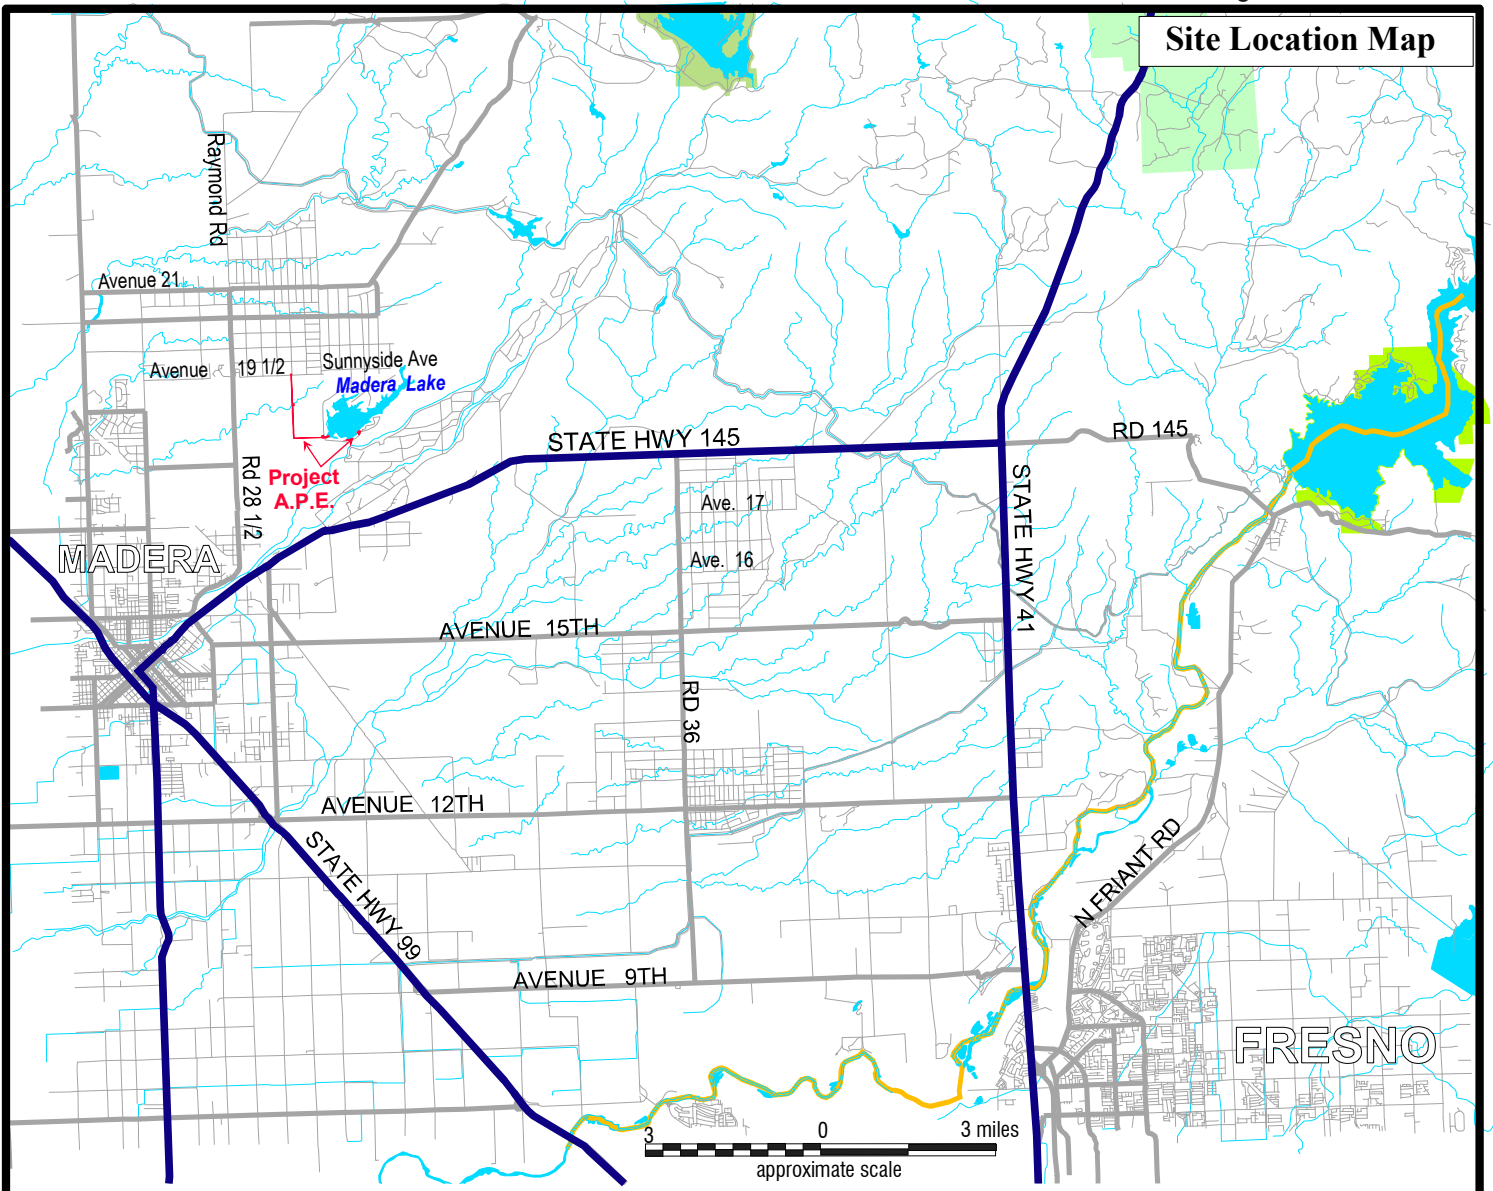 Site Location Map
Raymond Rd
Avenue 21
Avenue 19 1/2
Sunnyside Ave
Madera Lake
STATE HWY 145
RD 145
Rd 28 1/2
Project
A.P.E.
Ave. 17
STATE HWY 41
MADERA
Ave. 16
AVENUE 15TH
RD 36
AVENUE 12TH
STATE HWY 99
N FRIANT RD
AVENUE 9TH
FRESNO
3 0 3 miles
approximate scale